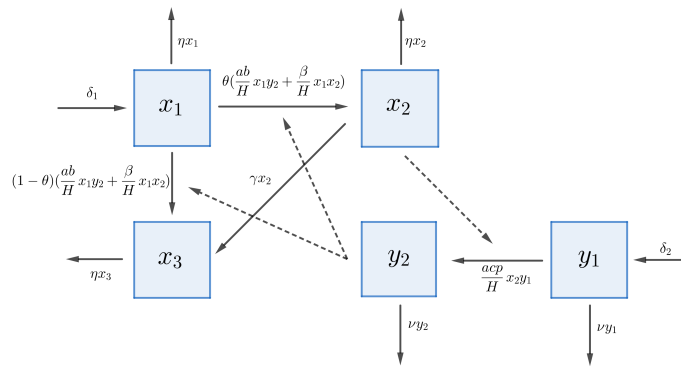 ηx₁
ηx₂
θ(ab/H x₁y₂ + β/H x₁x₂)
δ₁
x₁
x₂
(1 − θ)(ab/H x₁y₂ + β/H x₁x₂)
γx₂
x₃
y₂
y₁
δ₂
ηx₃
acp/H x₂y₁
νy₂
νy₁